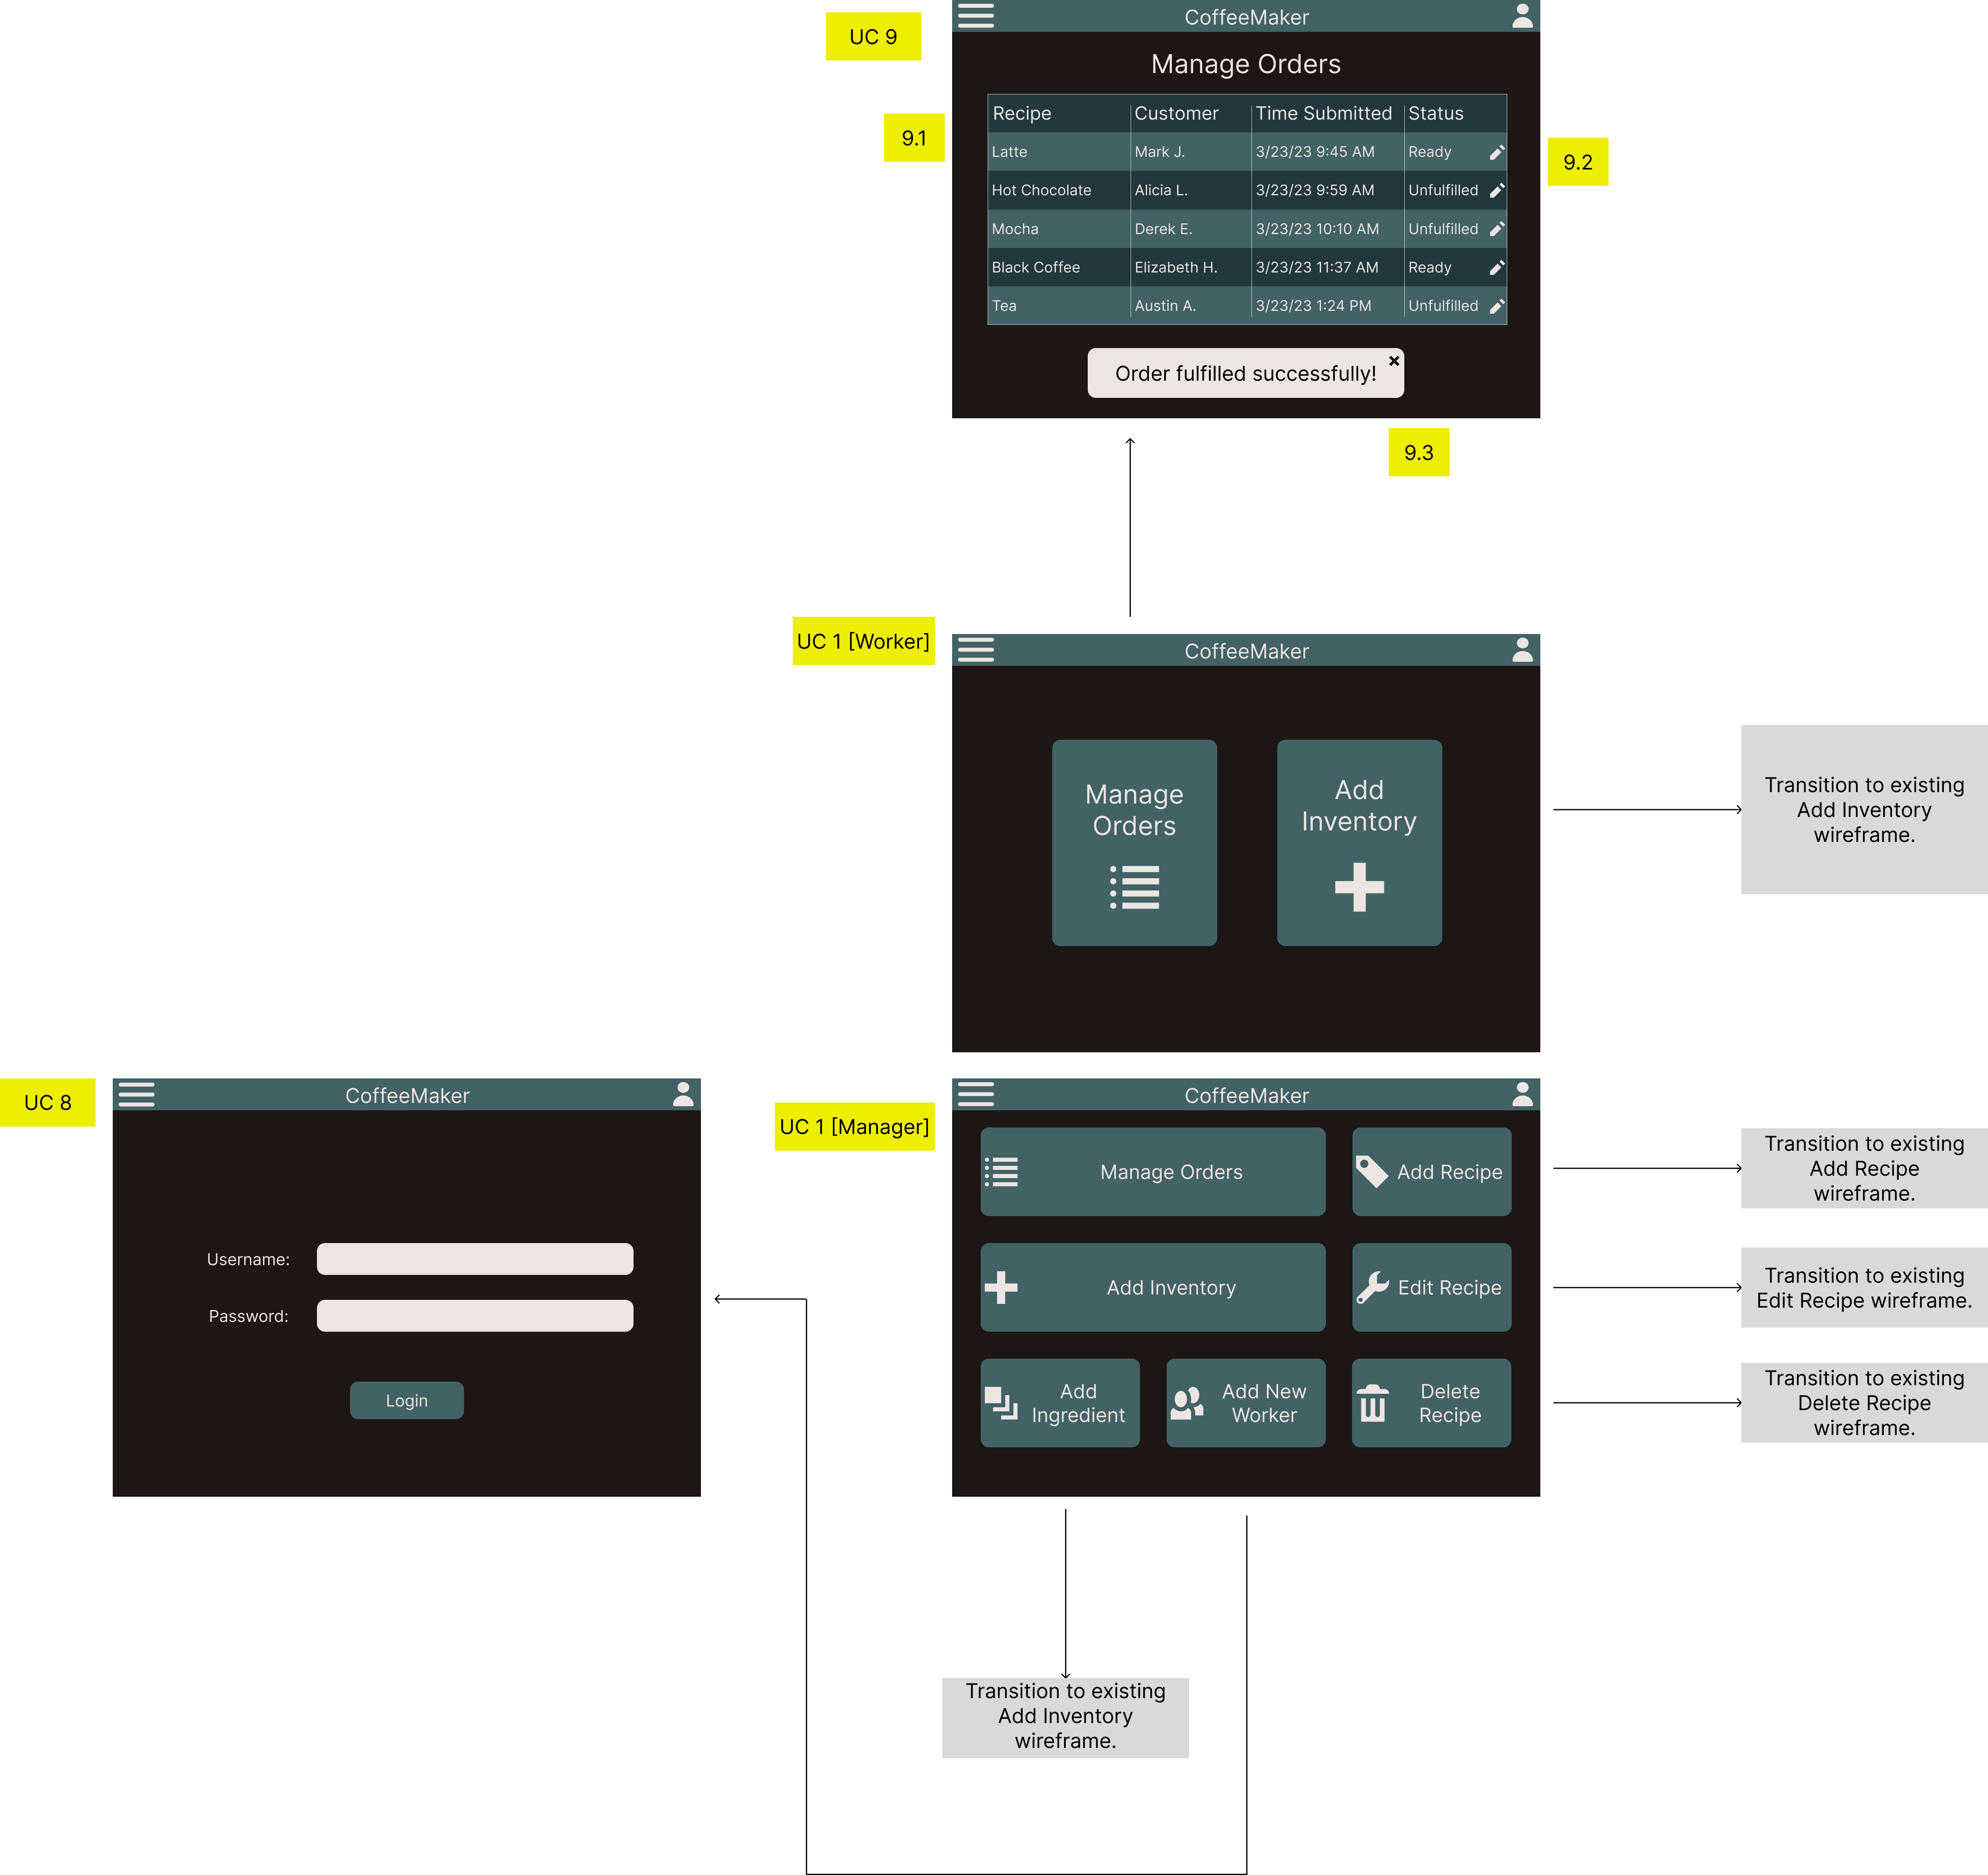 UC 9
CoffeeMaker
Manage Orders
9.1
Recipe Customer Time Submitted Status
Latte Mark J. 3/23/23 9:45 AM Ready
Hot Chocolate Alicia L. 3/23/23 9:59 AM Unfulfilled
Mocha Derek E. 3/23/23 10:10 AM Unfulfilled
Black Coffee Elizabeth H. 3/23/23 11:37 AM Ready
Tea Austin A. 3/23/23 1:24 PM Unfulfilled
9.2
Order fulfilled successfully!
9.3
UC 1 [Worker]
CoffeeMaker
Manage
Orders
Add
Inventory
Transition to existing
Add Inventory
wireframe.
UC 8
CoffeeMaker
Username:
Password:
Login
UC 1 [Manager]
CoffeeMaker
Manage Orders
Add Recipe
Add Inventory
Edit Recipe
Add
Ingredient
Add New
Worker
Delete
Recipe
Transition to existing
Add Recipe
wireframe.
Transition to existing
Edit Recipe wireframe.
Transition to existing
Delete Recipe
wireframe.
Transition to existing
Add Inventory
wireframe.